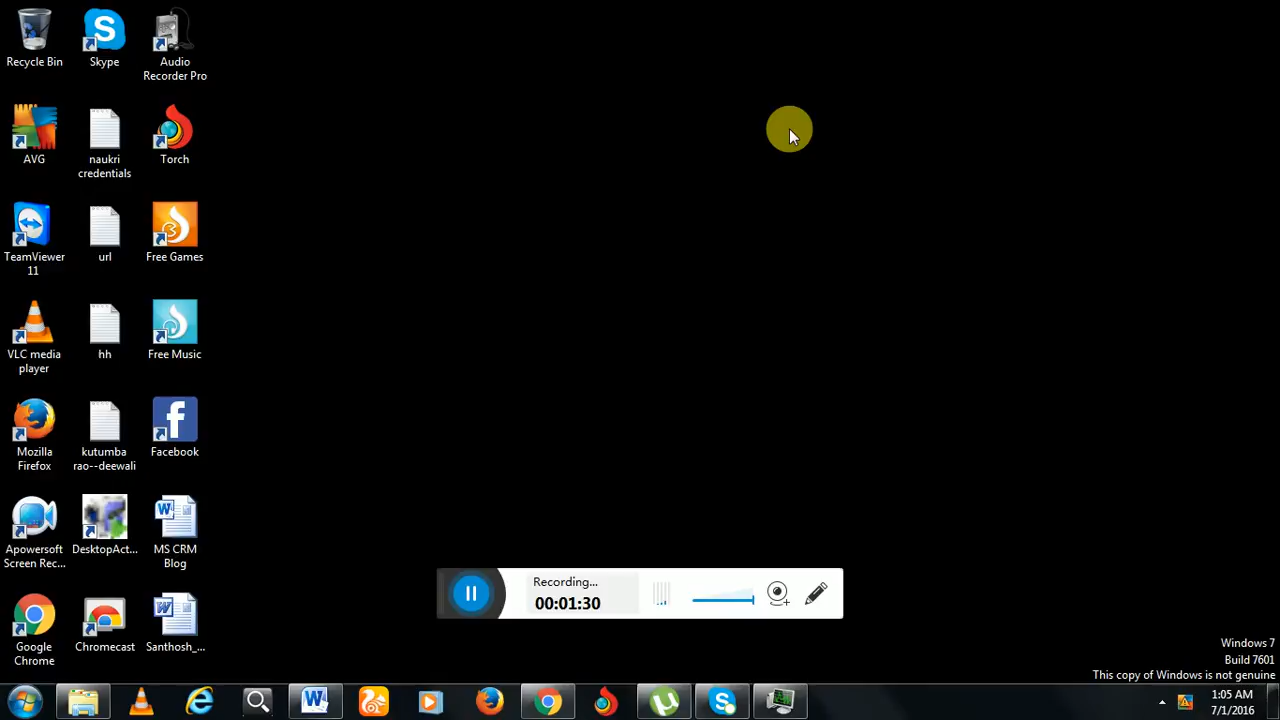 Recycle Bin
Skype
Audio
Recorder Pro
AVG
naukri
credentials
Torch
TeamViewer
11
url
Free Games
VLC media
player
hh
Free Music
Mozilla
Firefox
kutumba
rao--deewali
Facebook
Apowersoft
Screen Rec...
DesktopAct...
MS CRM
Blog
Google
Chrome
Chromecast
Santhosh_...
Recording...
00:01:30
Windows 7
Build 7601
This copy of Windows is not genuine
1:05 AM
7/1/2016